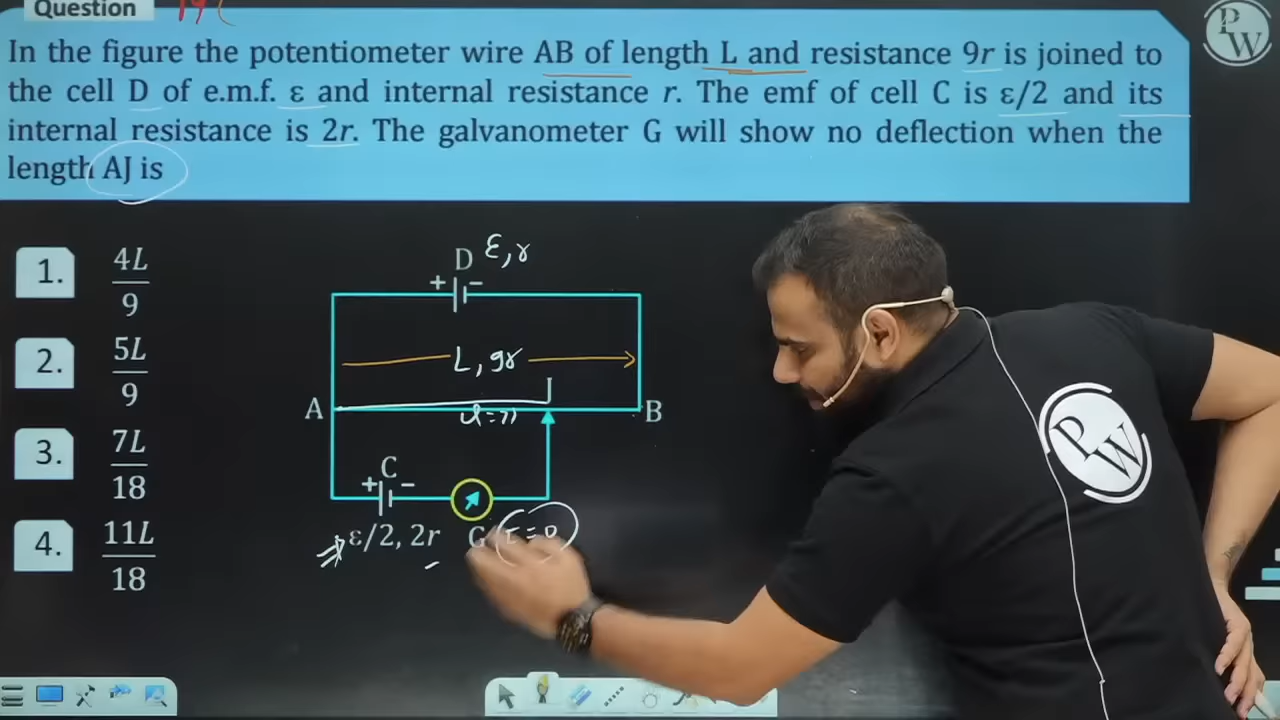 Question
In the figure the potentiometer wire AB of length L and resistance 9r is joined to
the cell D of e.m.f. ε and internal resistance r. The emf of cell C is ε/2 and its
internal resistance is 2r. The galvanometer G will show no deflection when the
length AJ is
PW
1. 4L/9
2. 5L/9
3. 7L/18
4. 11L/18
D ε, r
+ −
L, 9r
J
A
B
C
+ −
ε/2, 2r
G
PW